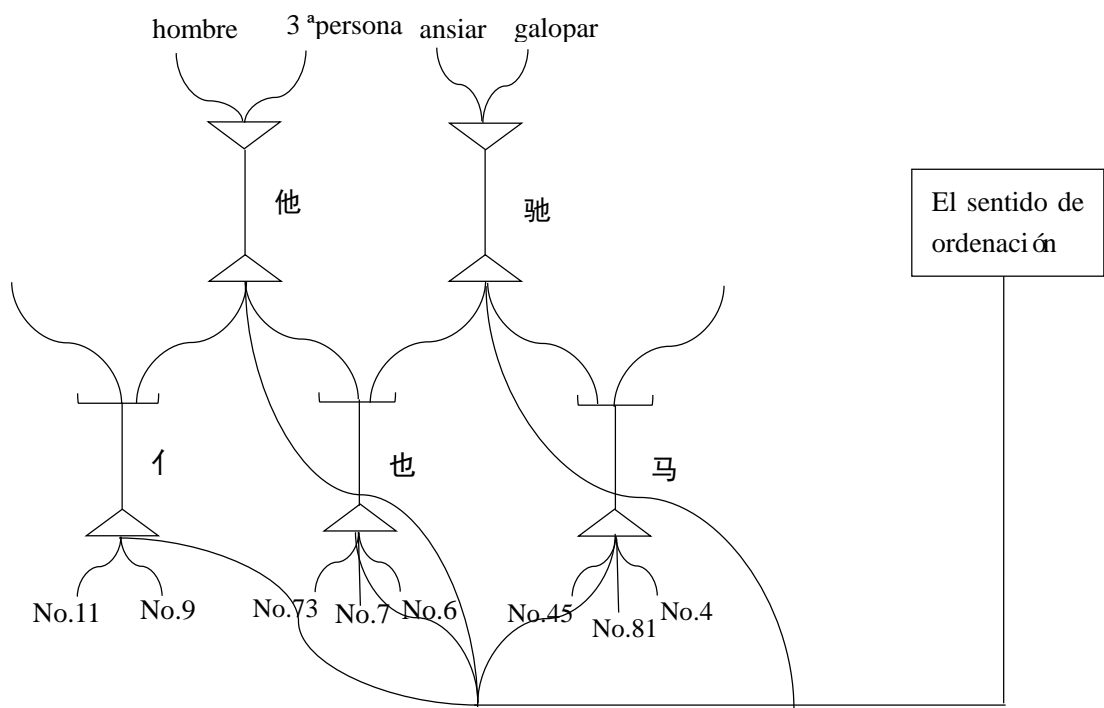 hombre
3 ªpersona
ansiar
galopar
他
驰
El sentido de
ordenación
亻
也
马
No.11
No.9
No.73
No.7
No.6
No.45
No.81
No.4